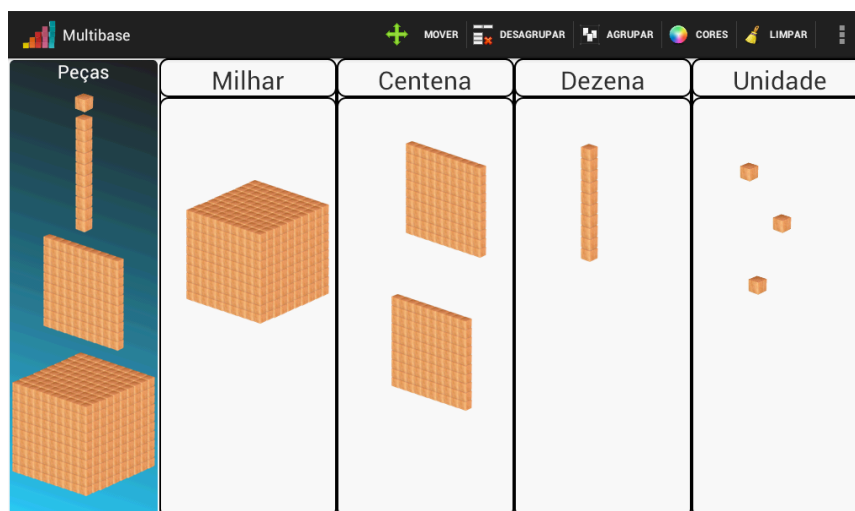 Multibase
MOVER
DESAGRUPAR
AGRUPAR
CORES
LIMPAR
Peças
Milhar
Centena
Dezena
Unidade